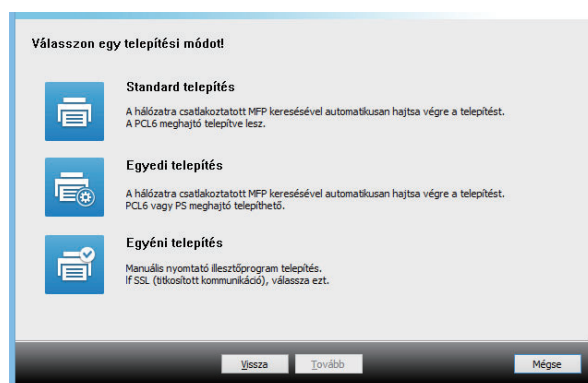 Válasszon egy telepítési módot!
Standard telepítés
A hálózatra csatlakoztatott MFP keresésével automatikusan hajtsa végre a telepítést.
A PCL6 meghajtó telepítve lesz.
Egyedi telepítés
A hálózatra csatlakoztatott MFP keresésével automatikusan hajtsa végre a telepítést.
PCL6 vagy PS meghajtó telepíthető.
Egyéni telepítés
Manuális nyomtató illesztőprogram telepítés.
If SSL (titkosított kommunikáció), válassza ezt.
Vissza
Tovább
Mégse